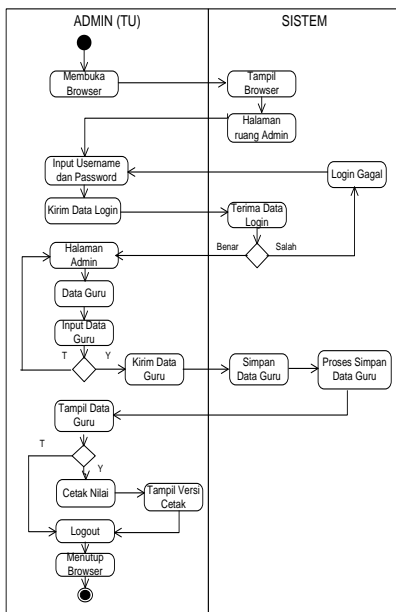 ADMIN (TU)
SISTEM
Membuka
Browser
Tampil
Browser
Halaman
ruang Admin
Input Username
dan Password
Login Gagal
Kirim Data Login
Terima Data
Login
Benar
Salah
Halaman
Admin
Data Guru
Input Data
Guru
T
Y
Kirim Data
Guru
Simpan
Data Guru
Proses Simpan
Data Guru
Tampil Data
Guru
T
Y
Cetak Nilai
Tampil Versi
Cetak
Logout
Menutup
Browser